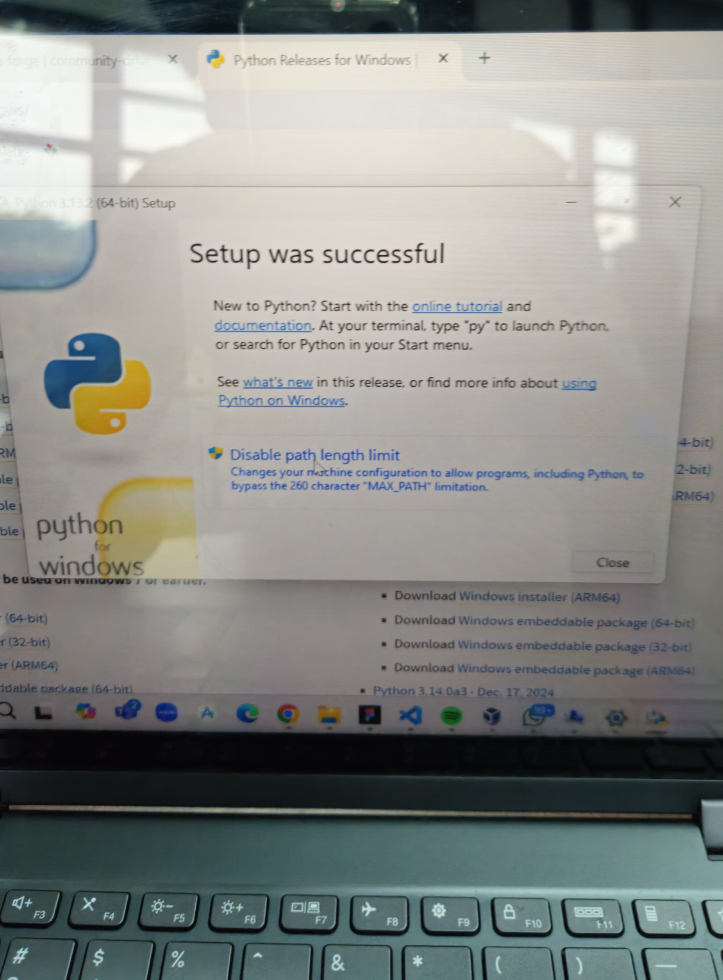 forge | community-
Python Releases for Windows |
Python 3.13.2 (64-bit) Setup
Setup was successful
New to Python? Start with the online tutorial and
documentation. At your terminal, type "py" to launch Python,
or search for Python in your Start menu.
See what's new in this release, or find more info about using
Python on Windows.
Disable path length limit
Changes your machine configuration to allow programs, including Python, to
bypass the 260 character "MAX_PATH" limitation.
python
for
windows
Close
4-bit)
2-bit)
RM64)
be used on Windows 7 or earlier.
(64-bit)
r (32-bit)
er (ARM64)
ddable package (64-bit)
Download Windows installer (ARM64)
Download Windows embeddable package (64-bit)
Download Windows embeddable package (32-bit)
Download Windows embeddable package (ARM64)
Python 3.14.0a3 - Dec. 17, 2024
99+
F3
F4
F5
F6
F7
F8
F9
F10
F11
F12
# $ % ^ & * ( )